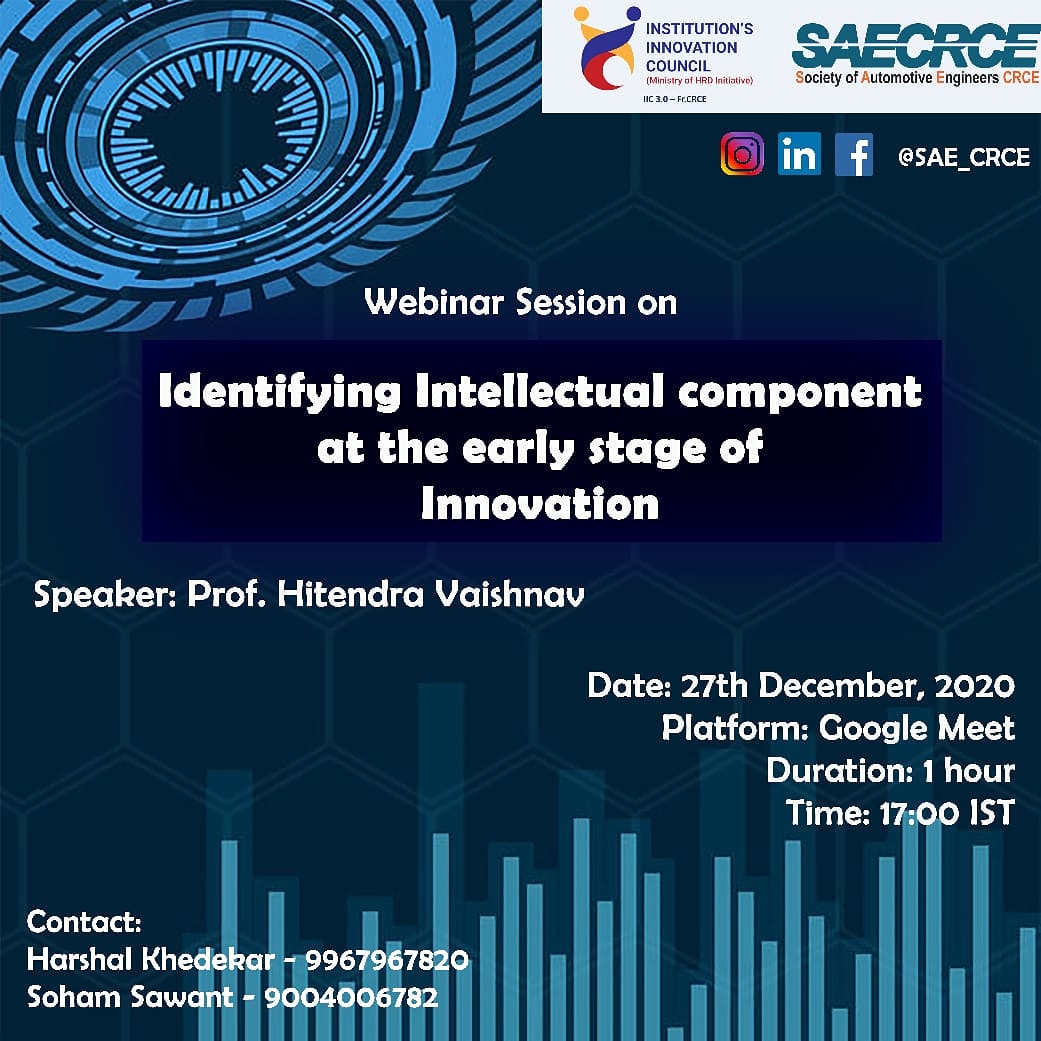 INSTITUTION'S
INNOVATION
COUNCIL
(Ministry of HRD Initiative)
IIC 3.0 – Fr.CRCE
SAECRCE
Society of Automotive Engineers CRCE
in
f
@SAE_CRCE
Webinar Session on
Identifying Intellectual component
at the early stage of
Innovation
Speaker: Prof. Hitendra Vaishnav
Date: 27th December, 2020
Platform: Google Meet
Duration: 1 hour
Time: 17:00 IST
Contact:
Harshal Khedekar - 9967967820
Soham Sawant - 9004006782